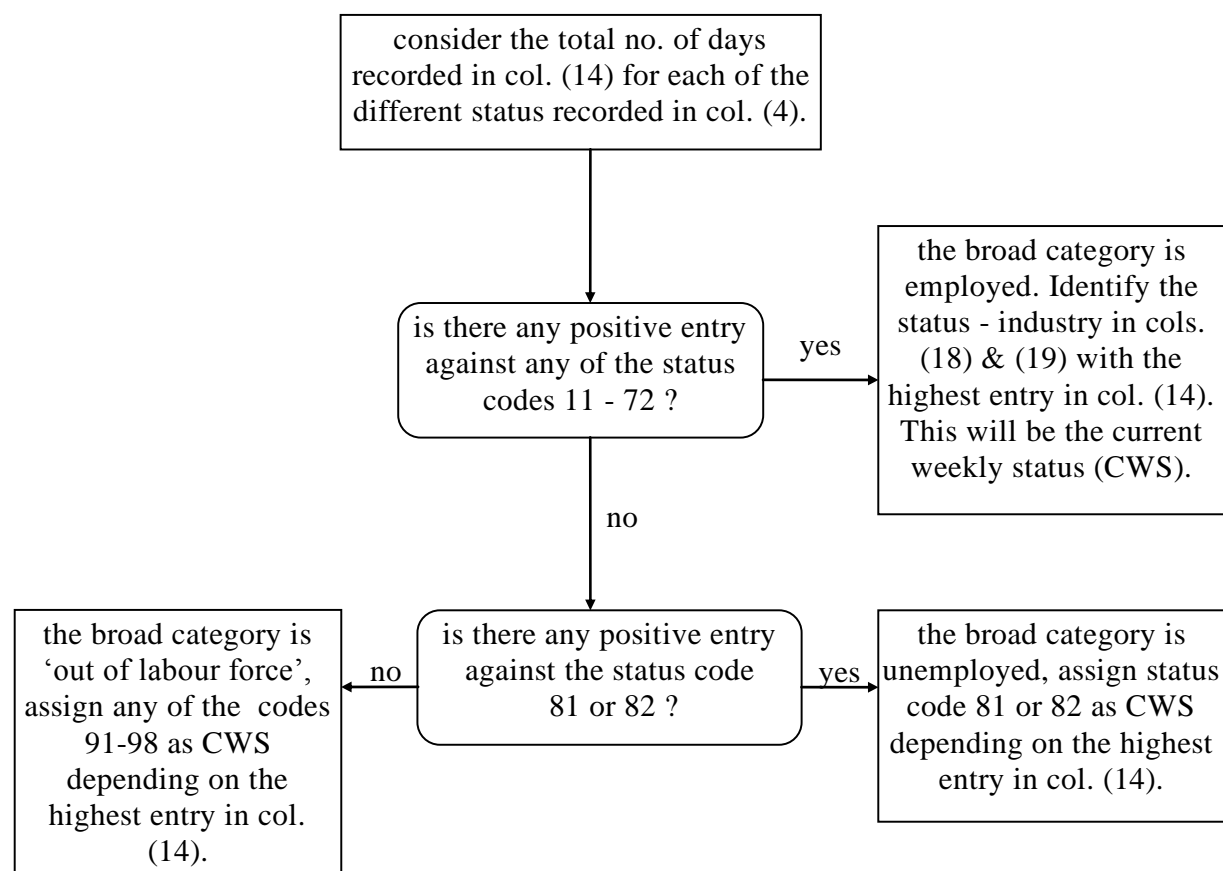 consider the total no. of days
recorded in col. (14) for each of the
different status recorded in col. (4).
is there any positive entry
against any of the status
codes 11 - 72 ?
yes
the broad category is
employed. Identify the
status - industry in cols.
(18) & (19) with the
highest entry in col. (14).
This will be the current
weekly status (CWS).
no
is there any positive entry
against the status code
81 or 82 ?
no
yes
the broad category is
‘out of labour force’,
assign any of the codes
91-98 as CWS
depending on the
highest entry in col.
(14).
the broad category is
unemployed, assign status
code 81 or 82 as CWS
depending on the highest
entry in col. (14).